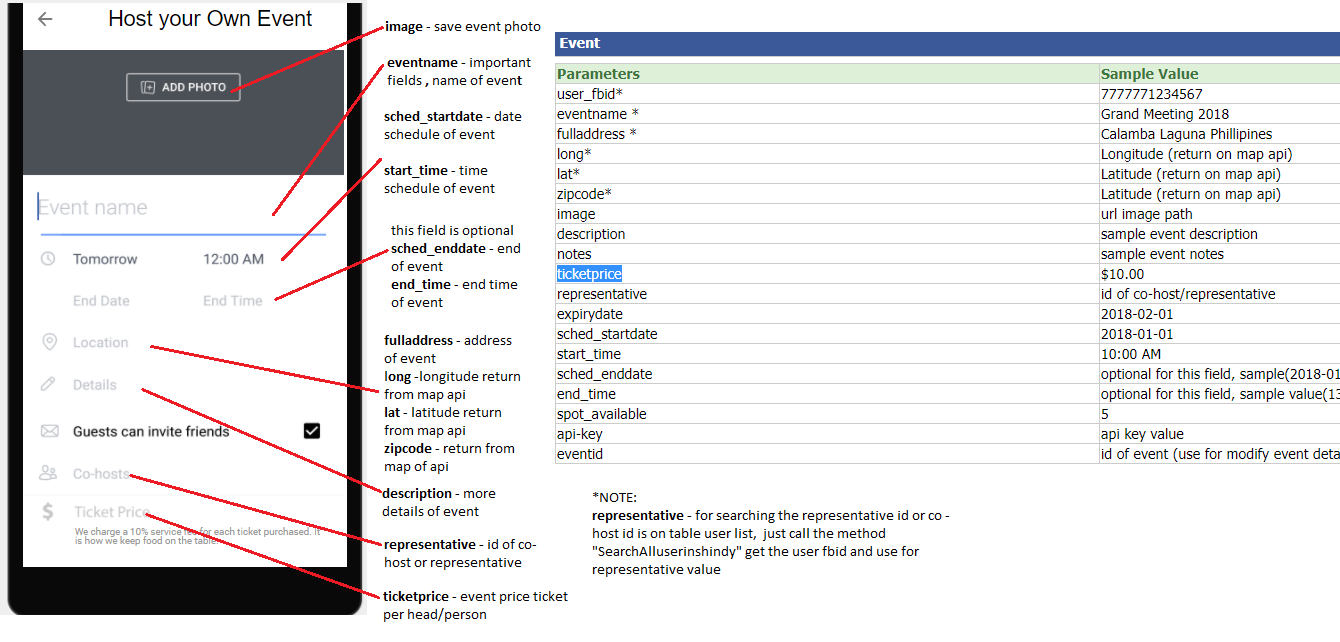 Host your Own Event
ADD PHOTO
Event name
Tomorrow 12:00 AM
End Date End Time
Location
Details
Guests can invite friends
Co-hosts
Ticket Price
We charge a 10% service fee for each ticket purchased. It
is how we keep food on the table.
image - save event photo
eventname - important
fields , name of event
sched_startdate - date
schedule of event
start_time - time
schedule of event
this field is optional
sched_enddate - end
of event
end_time - end time
of event
fulladdress - address
of event
long -longitude return
from map api
lat - latitude return
from map api
zipcode - return from
map of api
description - more
details of event
representative - id of co-
host or representative
ticketprice - event price ticket
per head/person
Event
Parameters Sample Value
user_fbid* 7777771234567
eventname * Grand Meeting 2018
fulladdress * Calamba Laguna Phillipines
long* Longitude (return on map api)
lat* Latitude (return on map api)
zipcode* Latitude (return on map api)
image url image path
description sample event description
notes sample event notes
ticketprice $10.00
representative id of co-host/representative
expirydate 2018-02-01
sched_startdate 2018-01-01
start_time 10:00 AM
sched_enddate optional for this field, sample(2018-01
end_time optional for this field, sample value(13
spot_available 5
api-key api key value
eventid id of event (use for modify event deta
*NOTE:
representative - for searching the representative id or co -
host id is on table user list, just call the method
"SearchAlluserinshindy" get the user fbid and use for
representative value